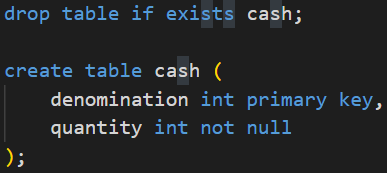 drop table if exists cash;
create table cash (
    denomination int primary key,
    quantity int not null
);